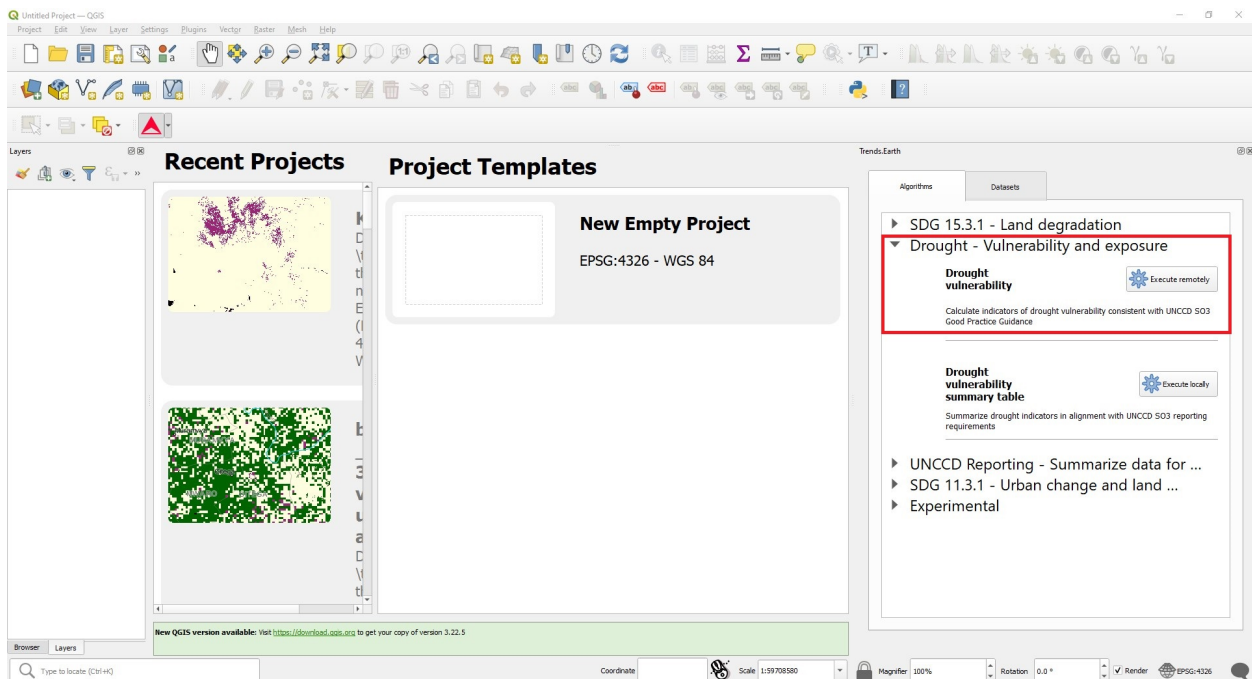 Untitled Project — QGIS
Project Edit View Layer Settings Plugins Vector Raster Mesh Help
Layers
Recent Projects
Project Templates
New Empty Project
EPSG:4326 - WGS 84
Trends.Earth
Algorithms
Datasets
SDG 15.3.1 - Land degradation
Drought - Vulnerability and exposure
Drought
vulnerability
Execute remotely
Calculate indicators of drought vulnerability consistent with UNCCD SO3
Good Practice Guidance
Drought
vulnerability
summary table
Execute locally
Summarize drought indicators in alignment with UNCCD SO3 reporting
requirements
UNCCD Reporting - Summarize data for ...
SDG 11.3.1 - Urban change and land ...
Experimental
New QGIS version available: Visit https://download.qgis.org to get your copy of version 3.22.5
Browser
Layers
Type to locate (Ctrl+K)
Coordinate
Scale 1:59708580
Magnifier 100%
Rotation 0.0 °
Render
EPSG:4326